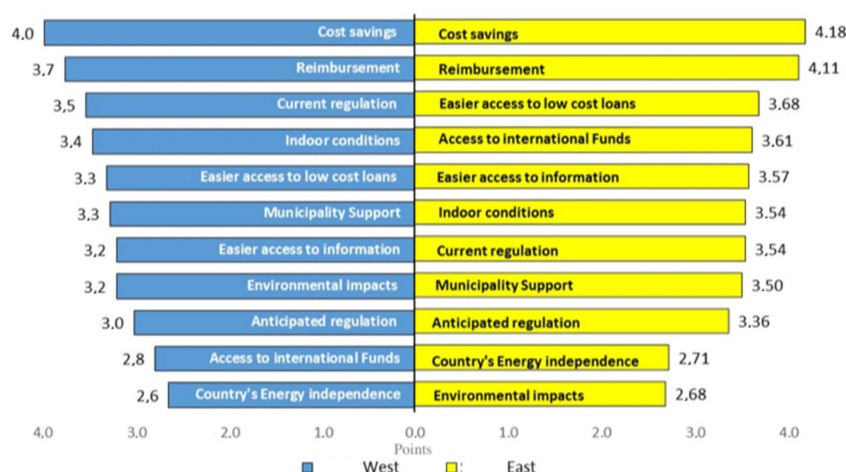 4.0 Cost savings Cost savings 4.18
3,7 Reimbursement Reimbursement 4,11
3,5 Current regulation Easier access to low cost loans 3,68
3,4 Indoor conditions Access to international Funds 3,61
3.3 Easier access to low cost loans Easier access to information 3.57
3,3 Municipality Support Indoor conditions 3,54
3,2 Easier access to information Current regulation 3,54
3,2 Environmental impacts Municipality Support 3.50
3.0 Anticipated regulation Anticipated regulation 3.36
2,8 Access to international Funds Country's Energy independence 2,71
2,6 Country's Energy independence Environmental impacts 2,68
4,0 3.0 2.0 1.0 0.0 1.0 2.0 3.0 4.0
Points
West : East